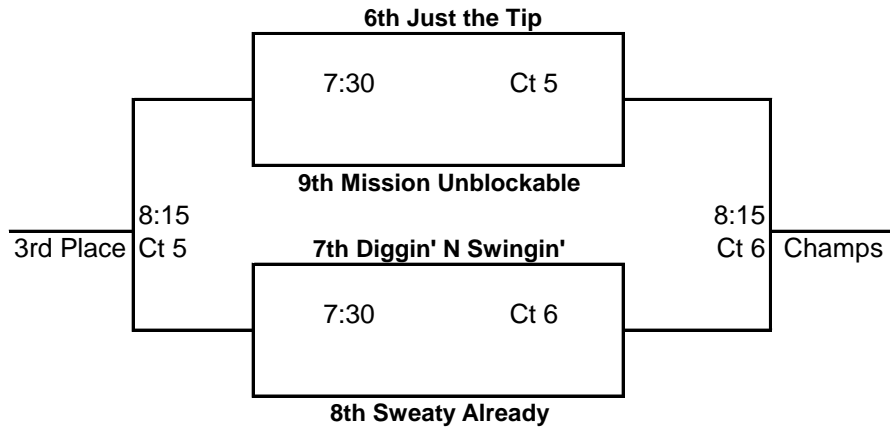 6th Just the Tip
7:30 Ct 5
9th Mission Unblockable
8:15 8:15
3rd Place Ct 5 7th Diggin' N Swingin' Ct 6 Champs
7:30 Ct 6
8th Sweaty Already